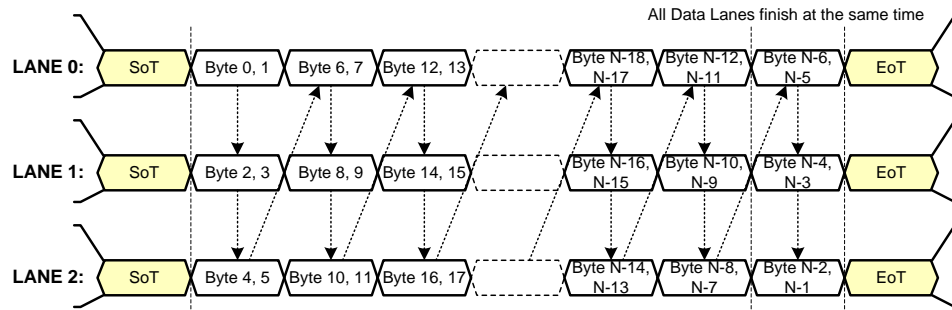 All Data Lanes finish at the same time
LANE 0: SoT Byte 0, 1 Byte 6, 7 Byte 12, 13 Byte N-18, N-17 Byte N-12, N-11 Byte N-6, N-5 EoT
LANE 1: SoT Byte 2, 3 Byte 8, 9 Byte 14, 15 Byte N-16, N-15 Byte N-10, N-9 Byte N-4, N-3 EoT
LANE 2: SoT Byte 4, 5 Byte 10, 11 Byte 16, 17 Byte N-14, N-13 Byte N-8, N-7 Byte N-2, N-1 EoT